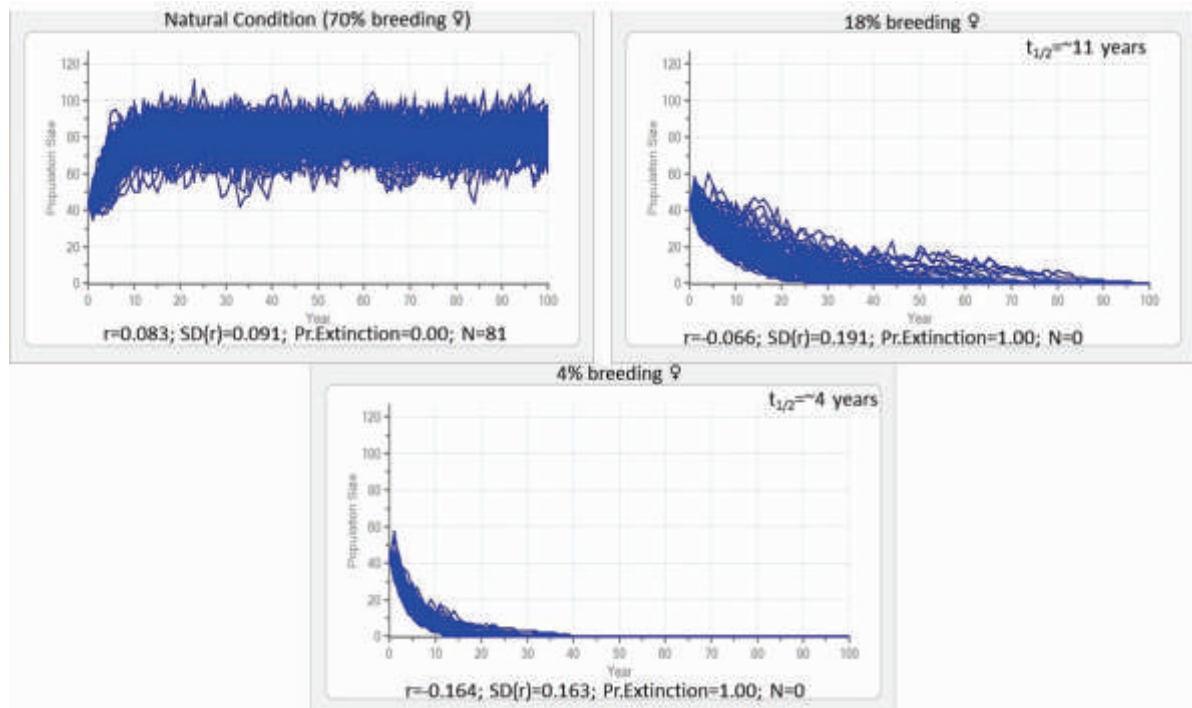 Natural Condition (70% breeding ♀)
120
100
80
60
40
20
0
Population Size
0 10 20 30 40 50 60 70 80 90 100
Year
r=0.083; SD(r)=0.091; Pr.Extinction=0.00; N=81
18% breeding ♀
t1/2=~11 years
120
100
80
60
40
20
0
Population Size
0 10 20 30 40 50 60 70 80 90 100
Year
r=-0.066; SD(r)=0.191; Pr.Extinction=1.00; N=0
4% breeding ♀
t1/2=~4 years
120
100
80
60
40
20
0
Population Size
0 10 20 30 40 50 60 70 80 90 100
Year
r=-0.164; SD(r)=0.163; Pr.Extinction=1.00; N=0